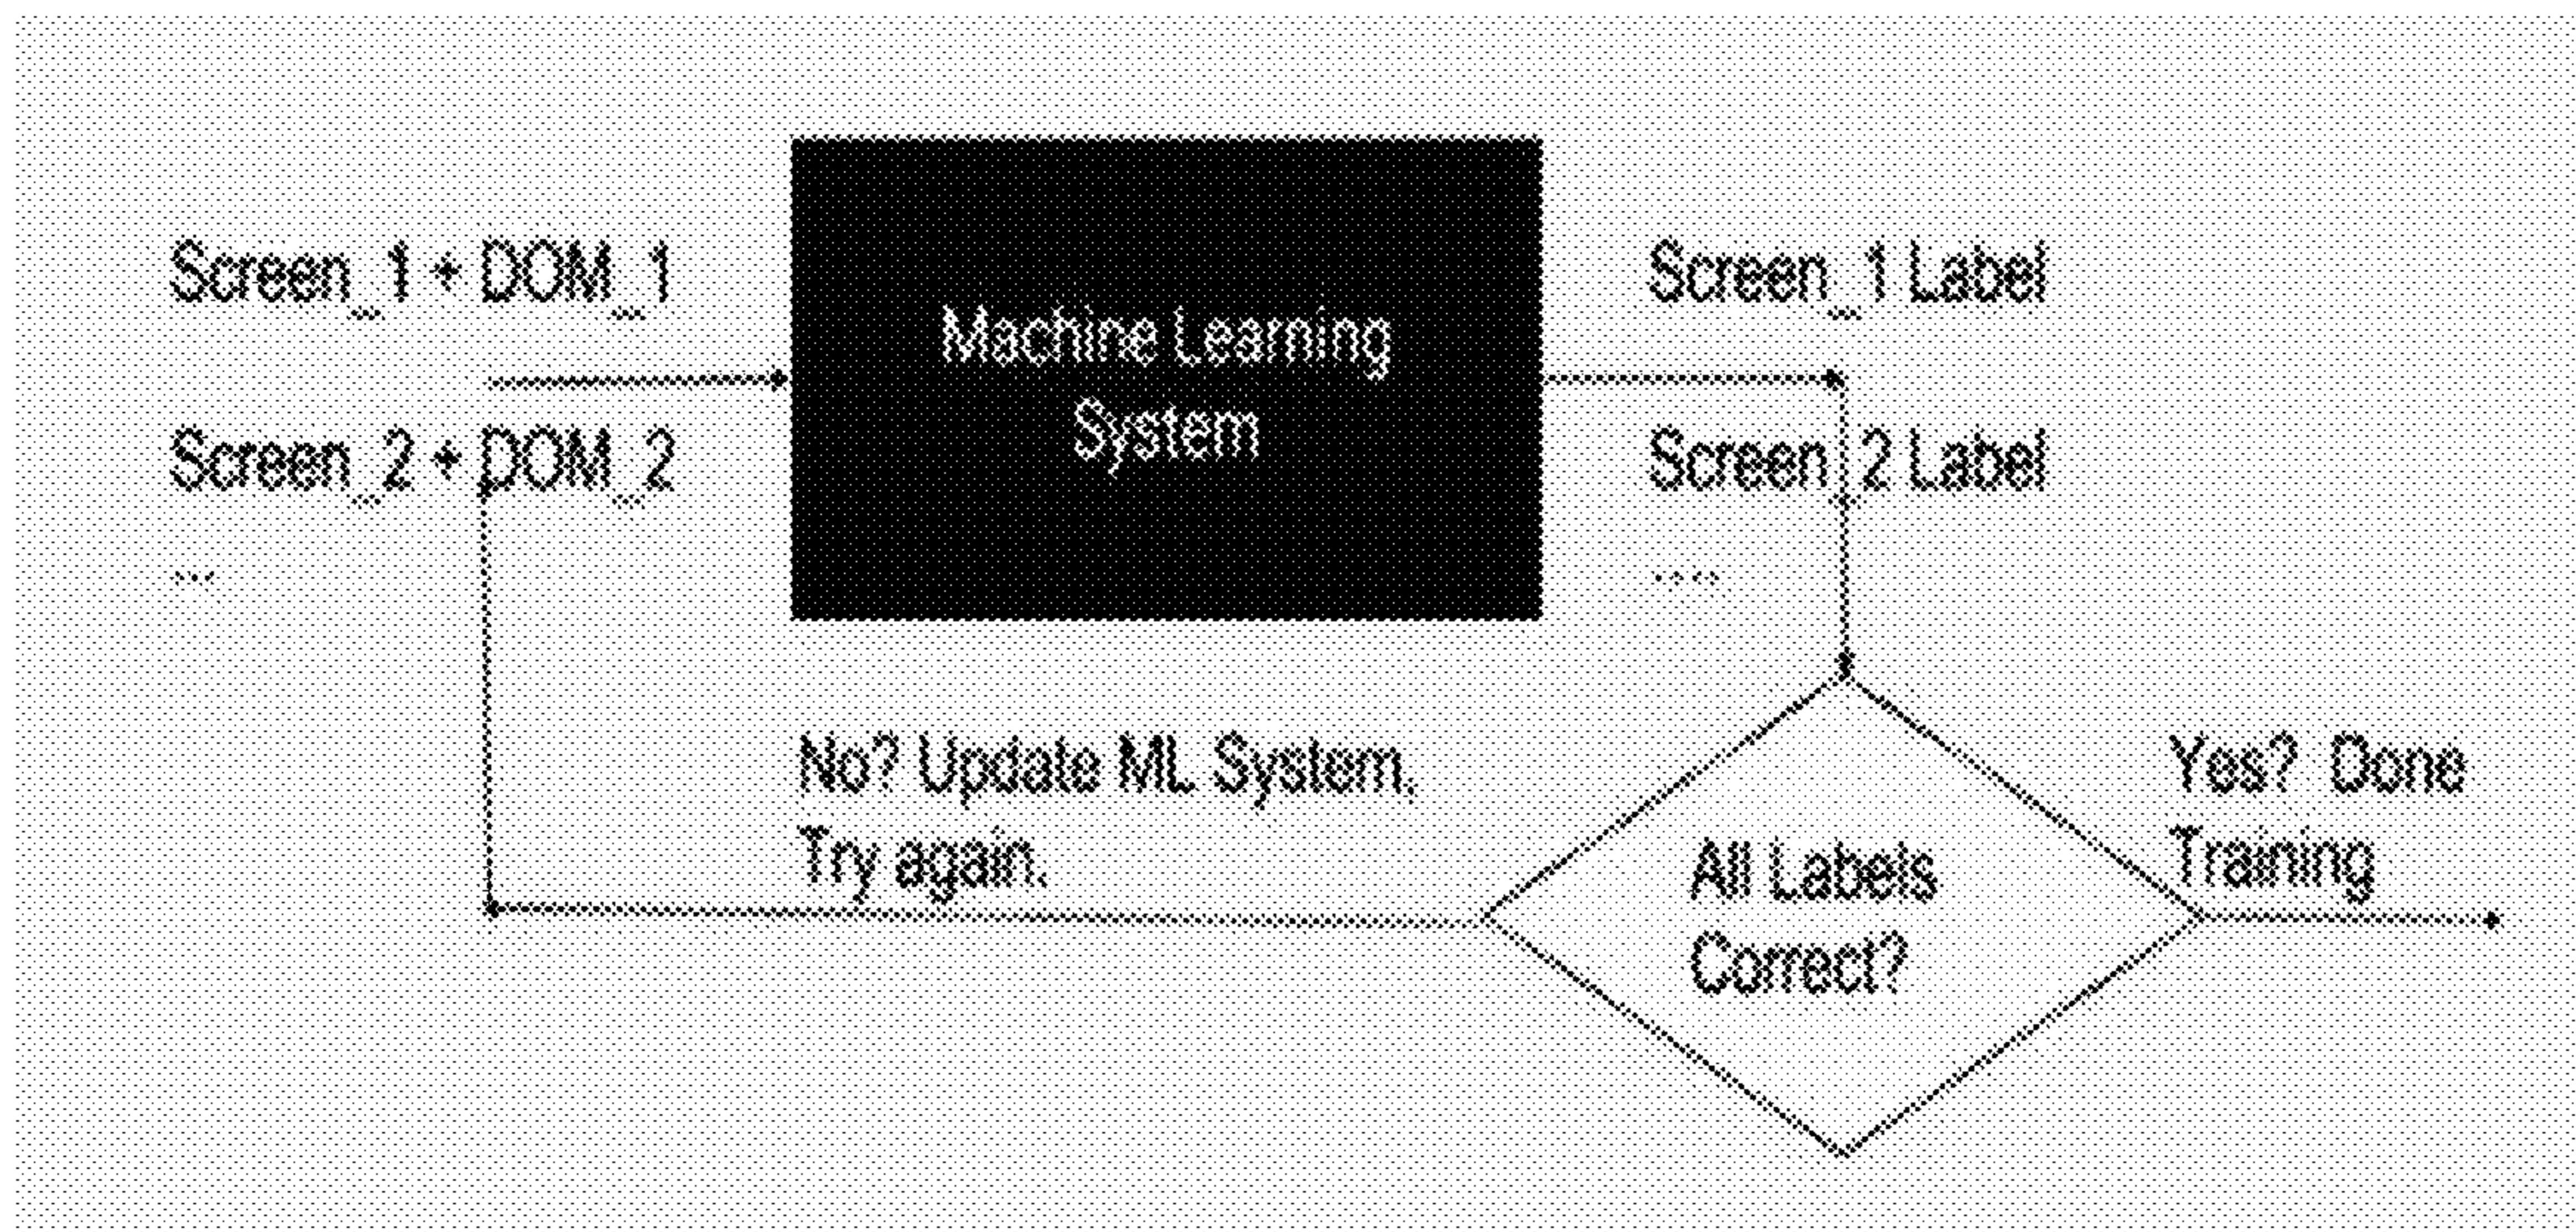 Screen_1 + DOM_1
Screen_2 + DOM_2
...
Machine Learning
System
Screen_1 Label
Screen_2 Label
....
No? Update ML System.
Try again.
All Labels
Correct?
Yes? Done
Training